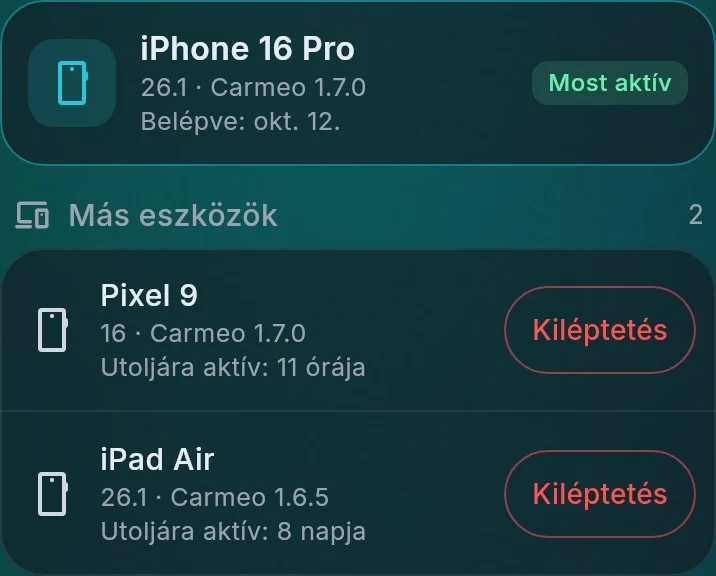 iPhone 16 Pro
26.1 · Carmeo 1.7.0
Belépve: okt. 12.
Most aktív
Más eszközök
2
Pixel 9
16 · Carmeo 1.7.0
Utoljára aktív: 11 órája
Kiléptetés
iPad Air
26.1 · Carmeo 1.6.5
Utoljára aktív: 8 napja
Kiléptetés